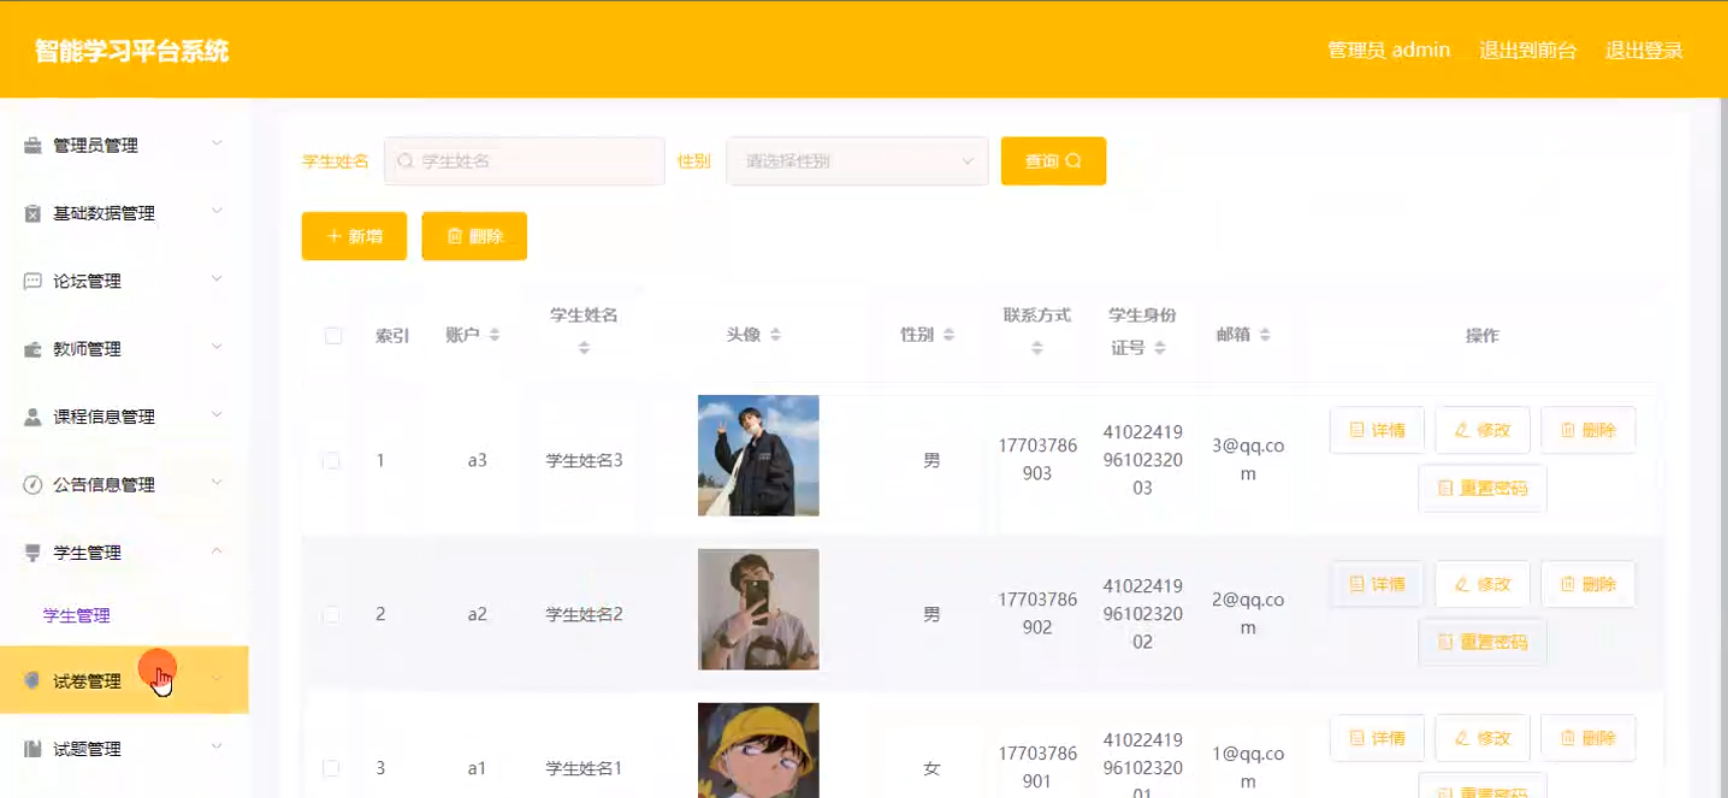 智能学习平台系统
管理员 admin 退出到前台 退出登录
管理员管理
基础数据管理
论坛管理
教师管理
课程信息管理
公告信息管理
学生管理
学生管理
试卷管理
试题管理
学生姓名 学生姓名 性别 请选择性别 查询
新增 删除
索引 账户 学生姓名 头像 性别 联系方式 学生身份证号 邮箱 操作
1 a3 学生姓名3 男 17703786903 410224199610232003 3@qq.com 详情 修改 删除
重置密码
2 a2 学生姓名2 男 17703786902 410224199610232002 2@qq.com 详情 修改 删除
重置密码
3 a1 学生姓名1 女 17703786901 410224199610232001 1@qq.com 详情 修改 删除
重置密码